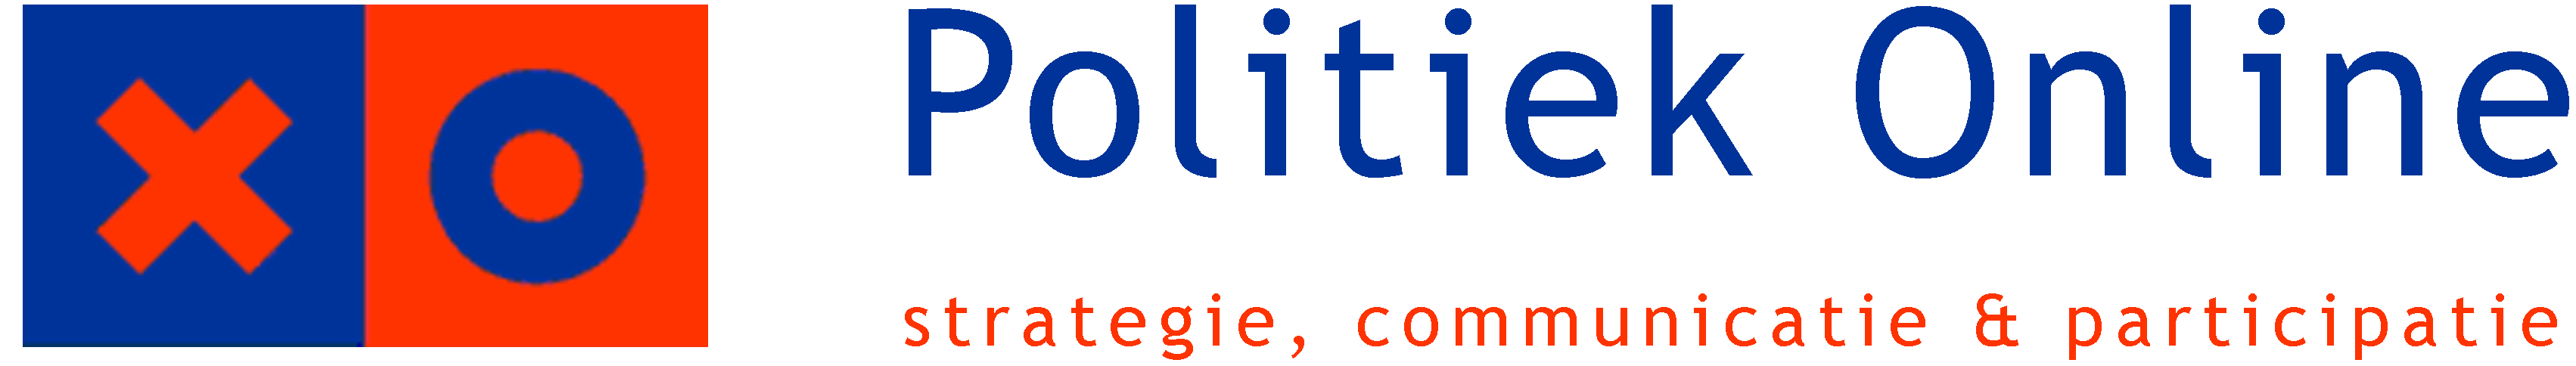 Politiek Online
strategie, communicatie & participatie